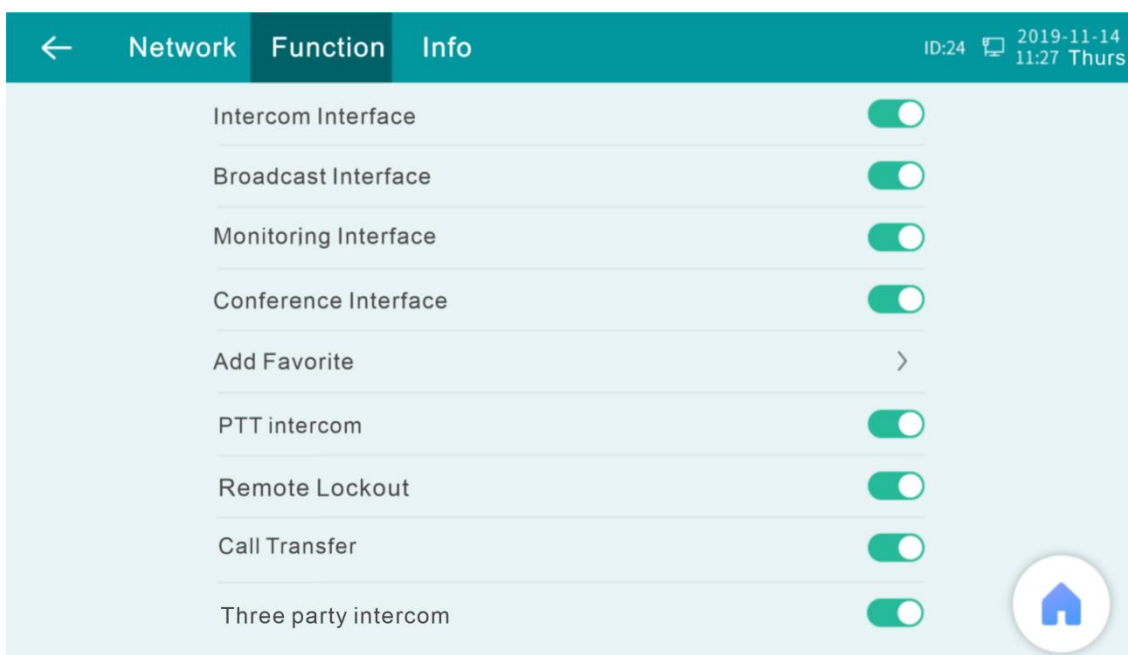 Network Function Info ID:24 2019-11-14
11:27 Thurs
Intercom Interface
Broadcast Interface
Monitoring Interface
Conference Interface
Add Favorite
PTT intercom
Remote Lockout
Call Transfer
Three party intercom